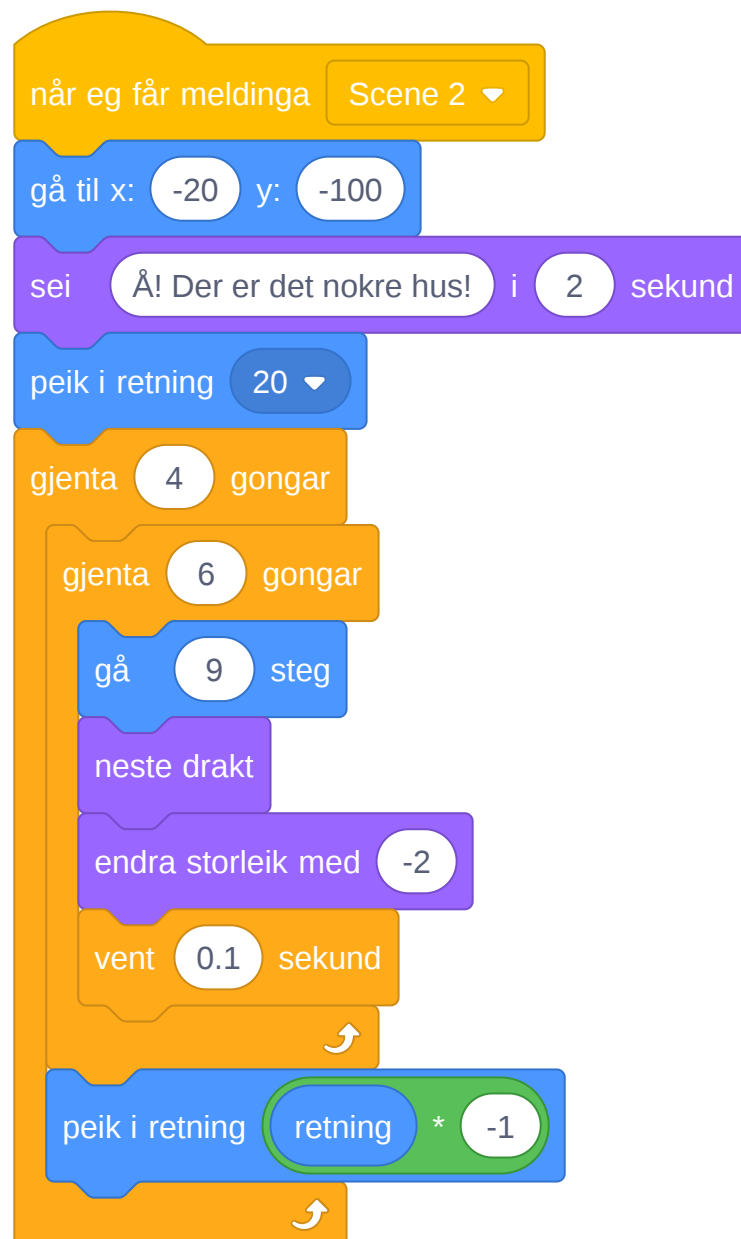 når eg får meldinga Scene 2
gå til x: -20 y: -100
sei Å! Der er det nokre hus! i 2 sekund
peik i retning 20
gjenta 4 gongar
gjenta 6 gongar
gå 9 steg
neste drakt
endra storleik med -2
vent 0.1 sekund
peik i retning retning * -1